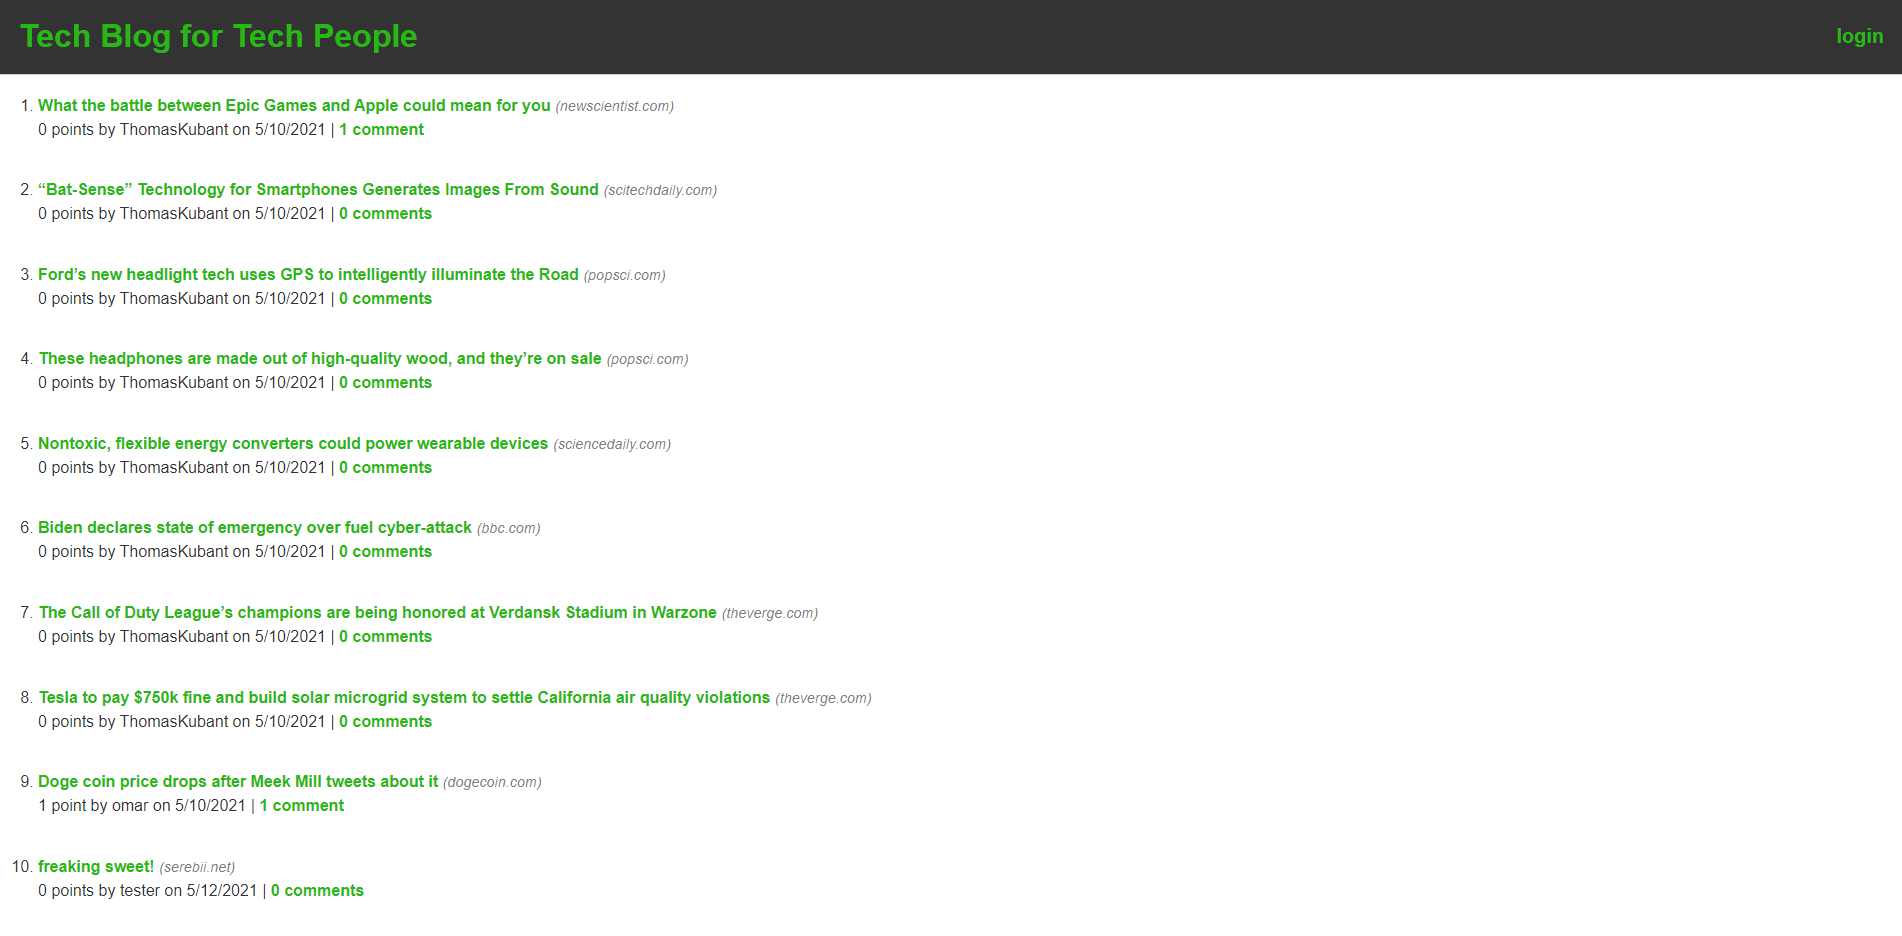 Tech Blog for Tech People
login
1. What the battle between Epic Games and Apple could mean for you (newscientist.com)
0 points by ThomasKubant on 5/10/2021 | 1 comment
2. “Bat-Sense” Technology for Smartphones Generates Images From Sound (scitechdaily.com)
0 points by ThomasKubant on 5/10/2021 | 0 comments
3. Ford’s new headlight tech uses GPS to intelligently illuminate the Road (popsci.com)
0 points by ThomasKubant on 5/10/2021 | 0 comments
4. These headphones are made out of high-quality wood, and they’re on sale (popsci.com)
0 points by ThomasKubant on 5/10/2021 | 0 comments
5. Nontoxic, flexible energy converters could power wearable devices (sciencedaily.com)
0 points by ThomasKubant on 5/10/2021 | 0 comments
6. Biden declares state of emergency over fuel cyber-attack (bbc.com)
0 points by ThomasKubant on 5/10/2021 | 0 comments
7. The Call of Duty League’s champions are being honored at Verdansk Stadium in Warzone (theverge.com)
0 points by ThomasKubant on 5/10/2021 | 0 comments
8. Tesla to pay $750k fine and build solar microgrid system to settle California air quality violations (theverge.com)
0 points by ThomasKubant on 5/10/2021 | 0 comments
9. Doge coin price drops after Meek Mill tweets about it (dogecoin.com)
1 point by omar on 5/10/2021 | 1 comment
10. freaking sweet! (serebii.net)
0 points by tester on 5/12/2021 | 0 comments